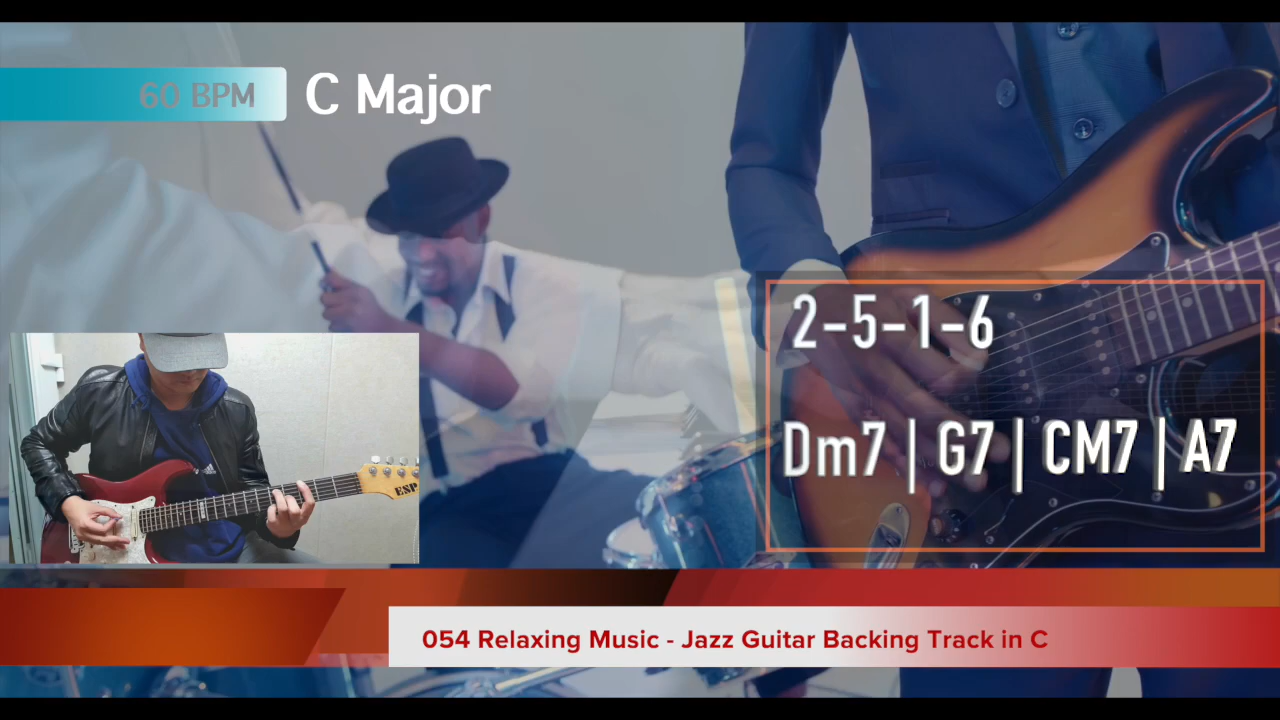 60 BPM
C Major
2-5-1-6
Dm7 | G7 | CM7 | A7
ESP
054 Relaxing Music - Jazz Guitar Backing Track in C